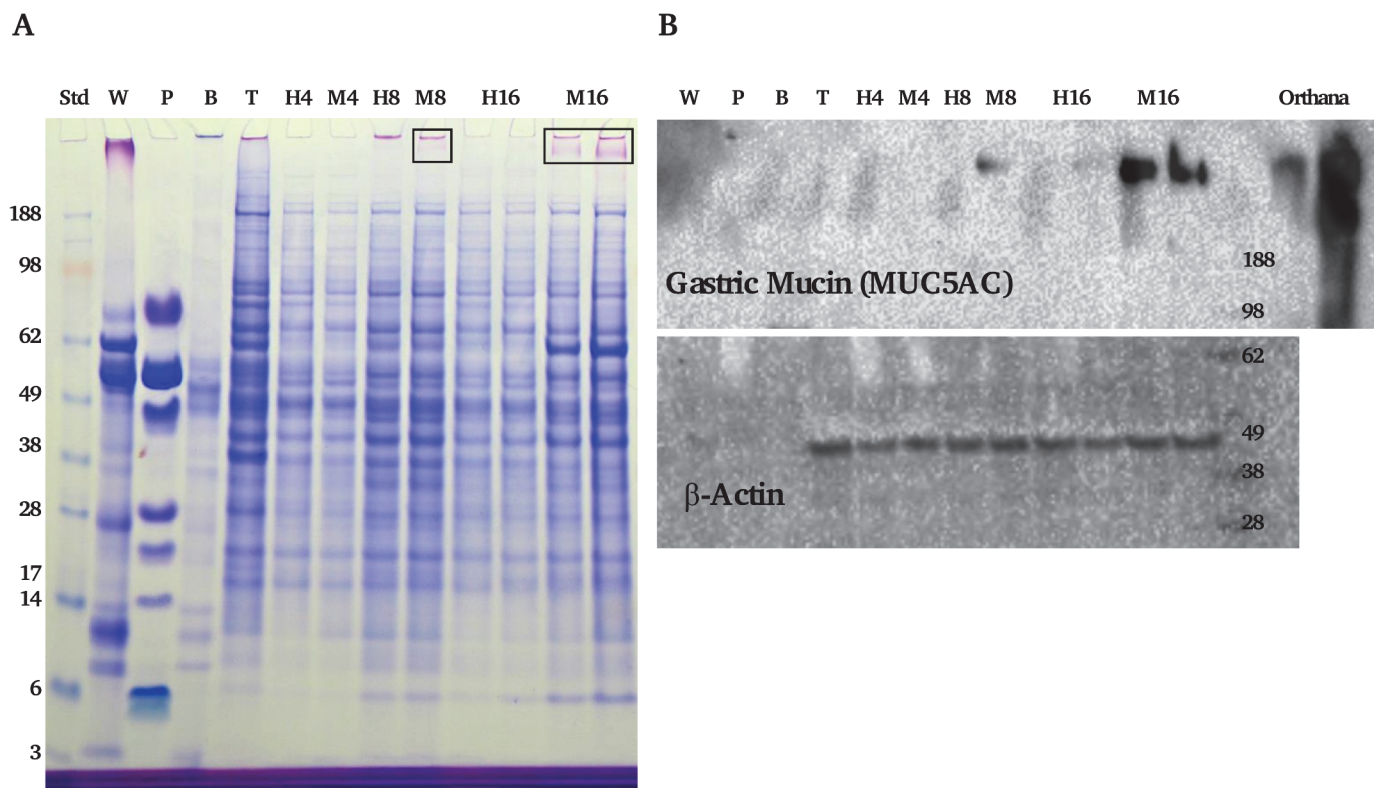 A
Std W P B T H4 M4 H8 M8 H16 M16
188
98
62
49
38
28
17
14
6
3
B
W P B T H4 M4 H8 M8 H16 M16 Orthana
188
Gastric Mucin (MUC5AC)
98
62
49
38
β-Actin
28